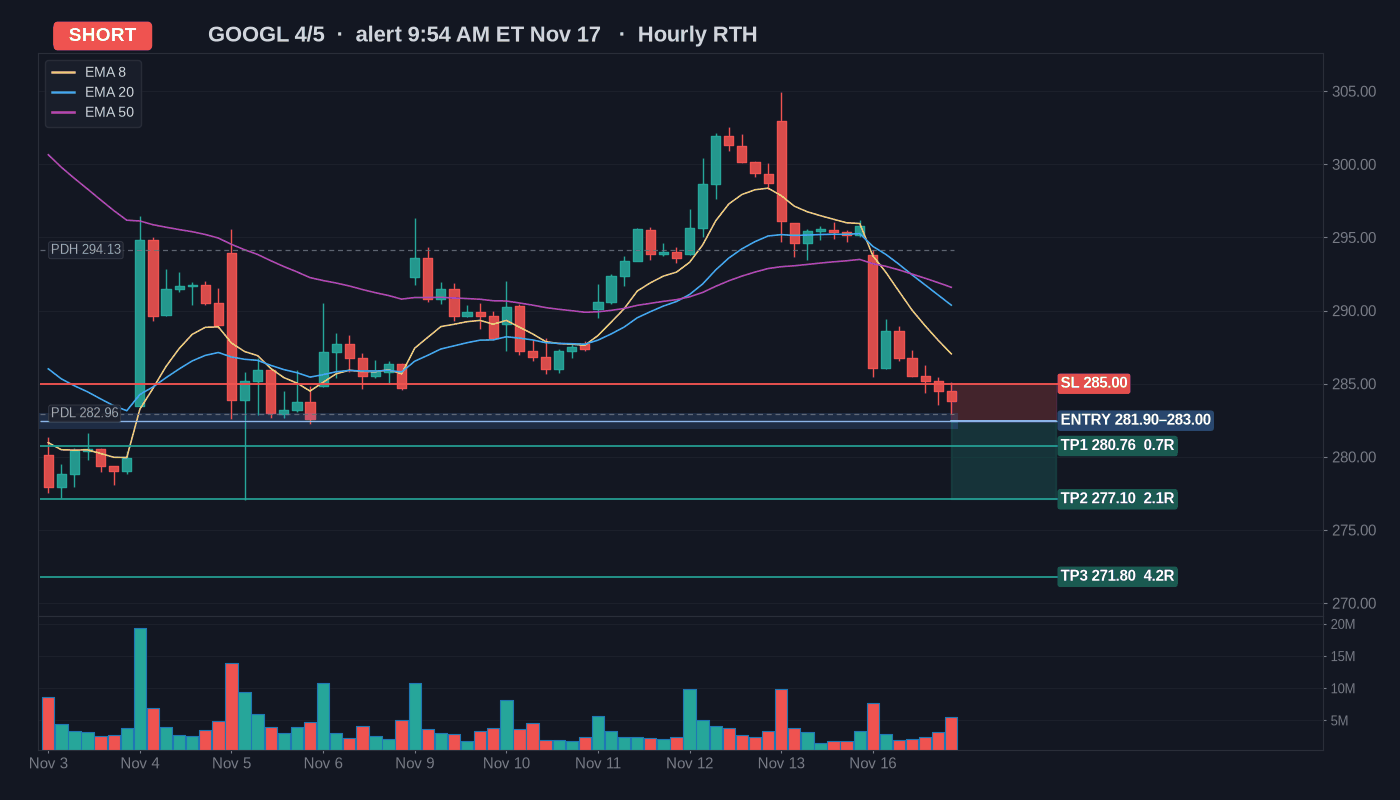 SHORT GOOGL 4/5 · alert 9:54 AM ET Nov 17 · Hourly RTH
EMA 8
EMA 20
EMA 50
305.00
300.00
295.00
PDH 294.13
290.00
285.00
SL 285.00
PDL 282.96
ENTRY 281.90–283.00
TP1 280.76 0.7R
280.00
TP2 277.10 2.1R
275.00
TP3 271.80 4.2R
270.00
20M
15M
10M
5M
Nov 3 Nov 4 Nov 5 Nov 6 Nov 9 Nov 10 Nov 11 Nov 12 Nov 13 Nov 16